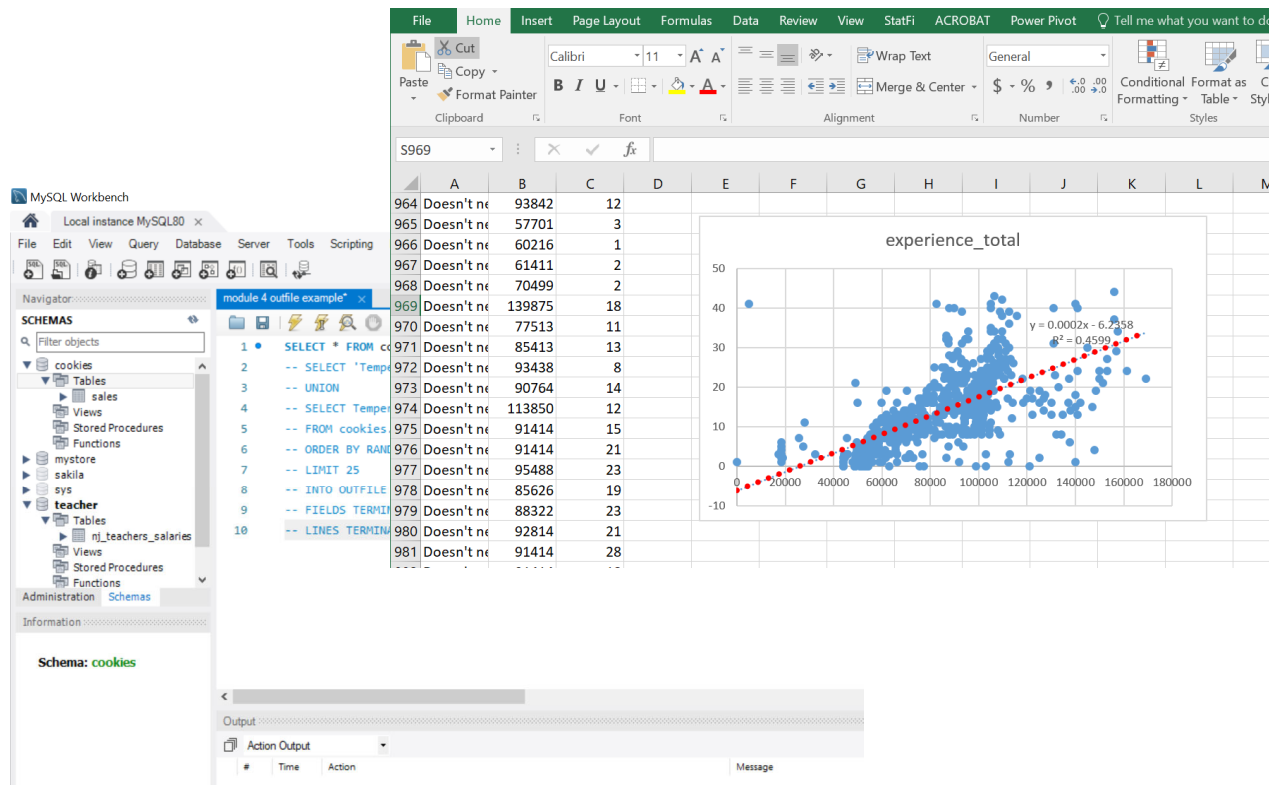 File Home Insert Page Layout Formulas Data Review View StatFi ACROBAT Power Pivot Tell me what you want to do
Cut
Copy
Format Painter
Paste
Clipboard
Calibri 11 A A
B I U A
Font
Wrap Text
Merge & Center
Alignment
General
$ % , .00 .00
Number
Conditional Formatting
Format as Table
Styles
S969 fx
A B C D E F G H I J K L M
964 Doesn't ne 93842 12
965 Doesn't ne 57701 3
966 Doesn't ne 60216 1
967 Doesn't ne 61411 2
968 Doesn't ne 70499 2
969 Doesn't ne 139875 18
970 Doesn't ne 77513 11
971 Doesn't ne 85413 13
972 Doesn't ne 93438 8
973 Doesn't ne 90764 14
974 Doesn't ne 113850 12
975 Doesn't ne 91414 15
976 Doesn't ne 91414 21
977 Doesn't ne 95488 23
978 Doesn't ne 85626 19
979 Doesn't ne 88322 23
980 Doesn't ne 92814 21
981 Doesn't ne 91414 28
experience_total
50
40
30
20
10
0
-10
0 20000 40000 60000 80000 100000 120000 140000 160000 180000
y = 0.0002x - 6.2358
R² = 0.4599
MySQL Workbench
Local instance MySQL80
File Edit View Query Database Server Tools Scripting
Navigator
SCHEMAS
Filter objects
cookies
Tables
sales
Views
Stored Procedures
Functions
mystore
sakila
sys
teacher
Tables
nj_teachers_salaries
Views
Stored Procedures
Functions
Administration Schemas
Information
Schema: cookies
module 4 outfile example*
1 SELECT * FROM co
2 -- SELECT 'Tempe
3 -- UNION
4 -- SELECT Temper
5 -- FROM cookies.
6 -- ORDER BY RAND
7 -- LIMIT 25
8 -- INTO OUTFILE
9 -- FIELDS TERMIN
10 -- LINES TERMINA
Output
Action Output
# Time Action Message